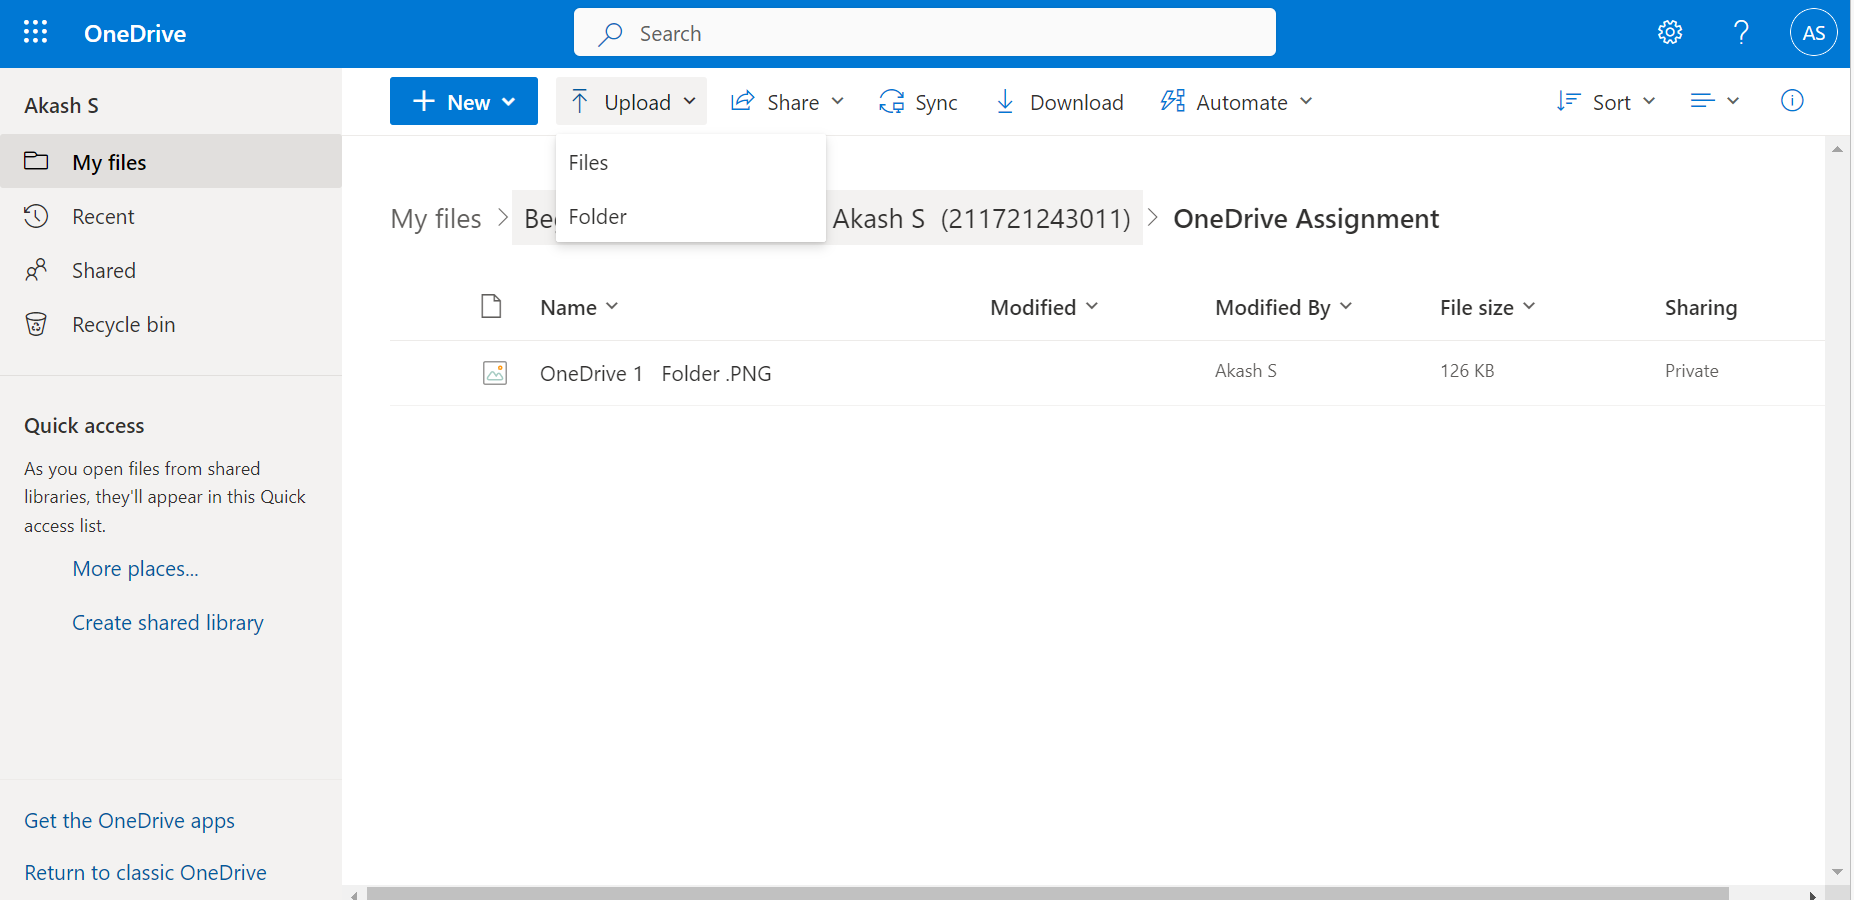 OneDrive
Search
AS
Akash S
My files
Recent
Shared
Recycle bin
Quick access
As you open files from shared
libraries, they'll appear in this Quick
access list.
More places...
Create shared library
Get the OneDrive apps
Return to classic OneDrive
New
Upload
Share
Sync
Download
Automate
Sort
Files
Folder
My files > Akash S (211721243011) > OneDrive Assignment
Name Modified Modified By File size Sharing
OneDrive 1 Folder .PNG Akash S 126 KB Private